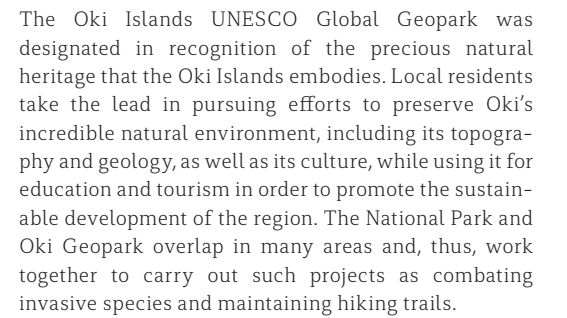 The Oki Islands UNESCO Global Geopark was
designated in recognition of the precious natural
heritage that the Oki Islands embodies. Local residents
take the lead in pursuing efforts to preserve Oki’s
incredible natural environment, including its topogra-
phy and geology, as well as its culture, while using it for
education and tourism in order to promote the sustain-
able development of the region. The National Park and
Oki Geopark overlap in many areas and, thus, work
together to carry out such projects as combating
invasive species and maintaining hiking trails.